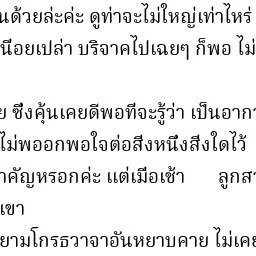 นด้วยล่ะค่ะ ดูท่าจะไม่ใหญ่เท่าไหร่
นื่อยเปล่า บริจาคไปเฉยๆ ก็พอ ไม่
ย ซึ่งคุ้นเคยดีพอที่จะรู้ว่า เป็นอากา
ไม่พออกพอใจต่อสิ่งหนึ่งสิ่งใดไว้
าคัญหรอกค่ะ แต่เมื่อเช้า ลูกสา
เขา
ยามโกรธวาจาอันหยาบคาย ไม่เคย